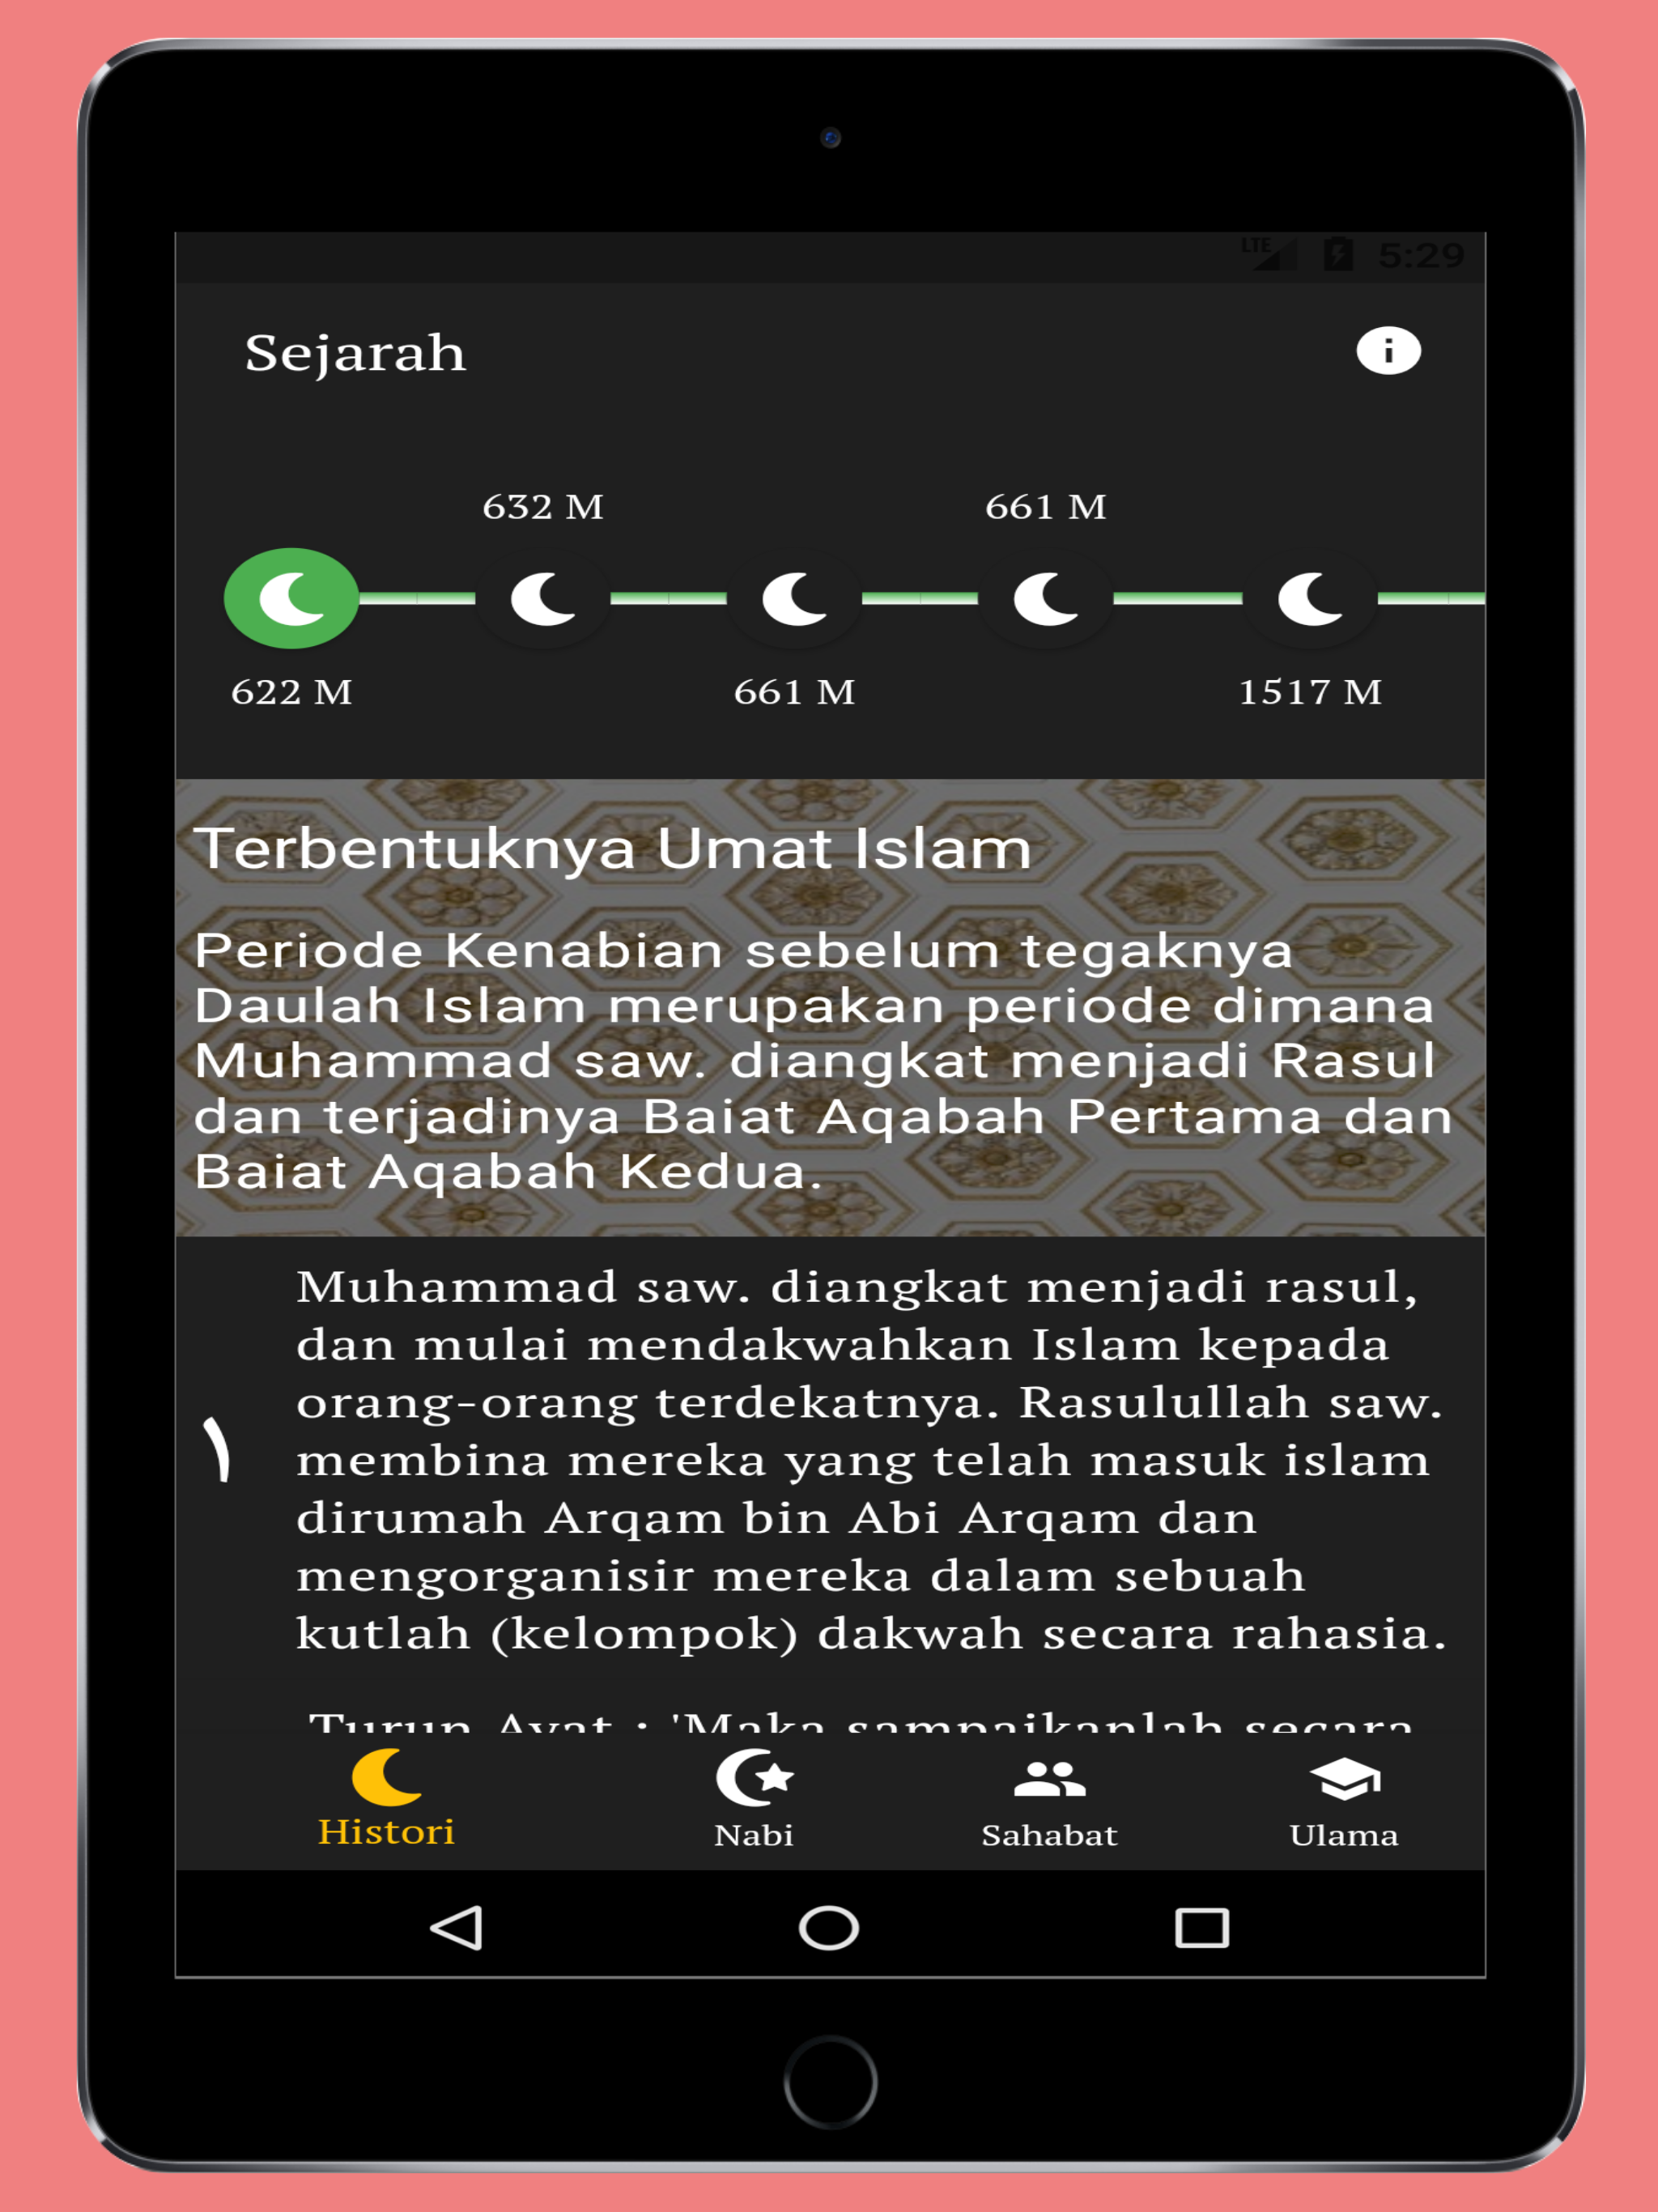 LTE 5:29
Sejarah
632 M 661 M
622 M 661 M 1517 M
Terbentuknya Umat Islam
Periode Kenabian sebelum tegaknya
Daulah Islam merupakan periode dimana
Muhammad saw. diangkat menjadi Rasul
dan terjadinya Baiat Aqabah Pertama dan
Baiat Aqabah Kedua.
Muhammad saw. diangkat menjadi rasul,
dan mulai mendakwahkan Islam kepada
orang-orang terdekatnya. Rasulullah saw.
١
membina mereka yang telah masuk islam
dirumah Arqam bin Abi Arqam dan
mengorganisir mereka dalam sebuah
kutlah (kelompok) dakwah secara rahasia.
Turun Ayat : 'Maka sampaikanlah secara
Histori Nabi Sahabat Ulama